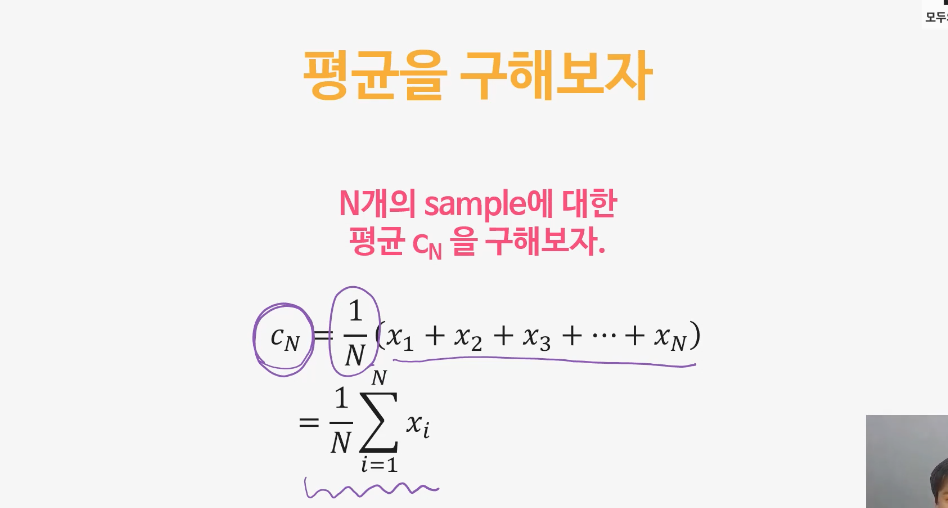 모두
평균을 구해보자
N개의 sample에 대한
평균 c_N 을 구해보자.
c_N = \frac{1}{N}(x_1 + x_2 + x_3 + ⋯ + x_N)
= \frac{1}{N} \sum_{i=1}^{N} x_i